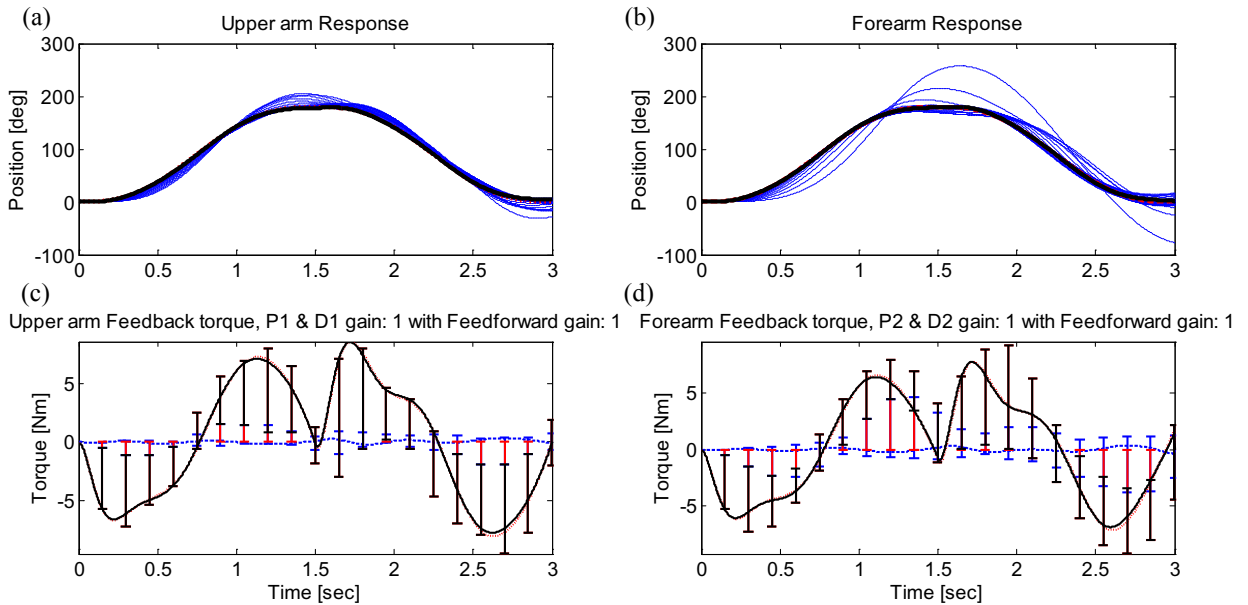 (a)
Upper arm Response
300
200
100
0
-100
Position [deg]
0 0.5 1 1.5 2 2.5 3
(b)
Forearm Response
300
200
100
0
-100
Position [deg]
0 0.5 1 1.5 2 2.5 3
(c)
Upper arm Feedback torque, P1 & D1 gain: 1 with Feedforward gain: 1
5
0
-5
Torque [Nm]
0 0.5 1 1.5 2 2.5 3
Time [sec]
(d)
Forearm Feedback torque, P2 & D2 gain: 1 with Feedforward gain: 1
5
0
-5
Torque [Nm]
0 0.5 1 1.5 2 2.5 3
Time [sec]